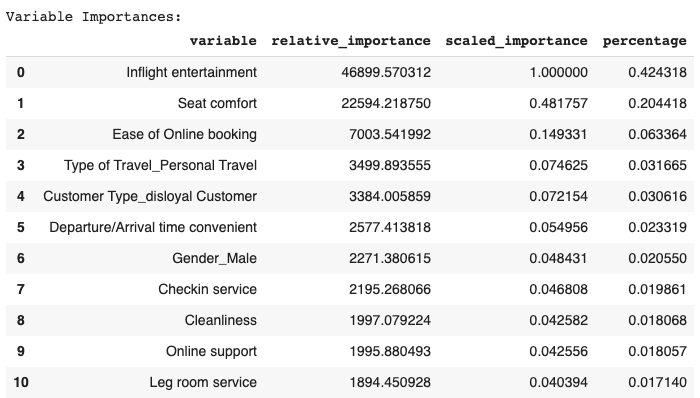 Variable Importances:
variable relative_importance scaled_importance percentage
0 Inflight entertainment 46899.570312 1.000000 0.424318
1 Seat comfort 22594.218750 0.481757 0.204418
2 Ease of Online booking 7003.541992 0.149331 0.063364
3 Type of Travel_Personal Travel 3499.893555 0.074625 0.031665
4 Customer Type_disloyal Customer 3384.005859 0.072154 0.030616
5 Departure/Arrival time convenient 2577.413818 0.054956 0.023319
6 Gender_Male 2271.380615 0.048431 0.020550
7 Checkin service 2195.268066 0.046808 0.019861
8 Cleanliness 1997.079224 0.042582 0.018068
9 Online support 1995.880493 0.042556 0.018057
10 Leg room service 1894.450928 0.040394 0.017140